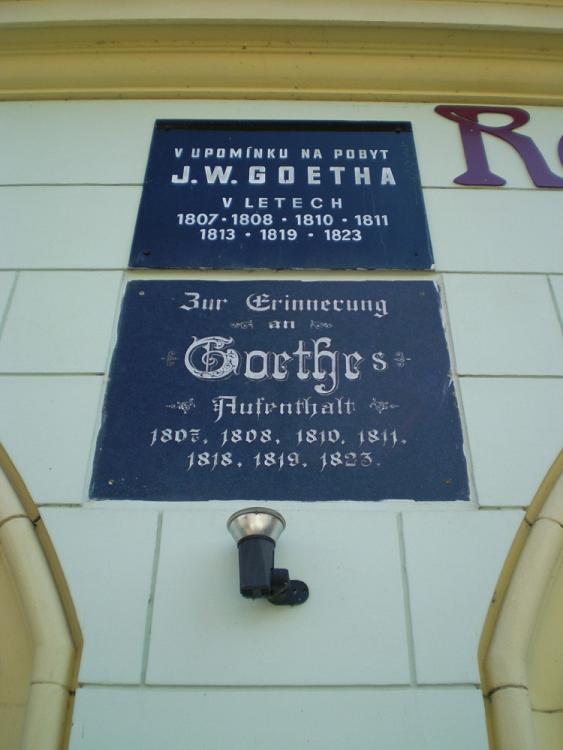 V UPOMÍNKU NA POBYT
J.W. GOETHA
V LETECH
1807 · 1808 · 1810 · 1811
1813 · 1819 · 1823
Zur Erinnerung
an
Goethe s
Aufenthalt
1807. 1808. 1810. 1811.
1818. 1819. 1823.
R